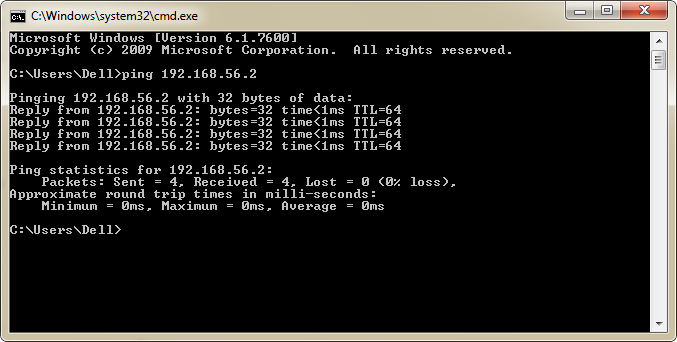 C:\Windows\system32\cmd.exe
Microsoft Windows [Version 6.1.7600]
Copyright (c) 2009 Microsoft Corporation.  All rights reserved.
C:\Users\Dell>ping 192.168.56.2
Pinging 192.168.56.2 with 32 bytes of data:
Reply from 192.168.56.2: bytes=32 time<1ms TTL=64
Reply from 192.168.56.2: bytes=32 time<1ms TTL=64
Reply from 192.168.56.2: bytes=32 time<1ms TTL=64
Reply from 192.168.56.2: bytes=32 time<1ms TTL=64
Ping statistics for 192.168.56.2:
    Packets: Sent = 4, Received = 4, Lost = 0 (0% loss),
Approximate round trip times in milli-seconds:
    Minimum = 0ms, Maximum = 0ms, Average = 0ms
C:\Users\Dell>